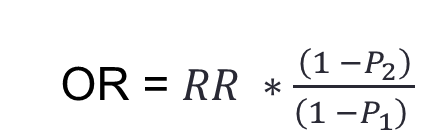 OR = RR * (1 – P₂) / (1 – P₁)